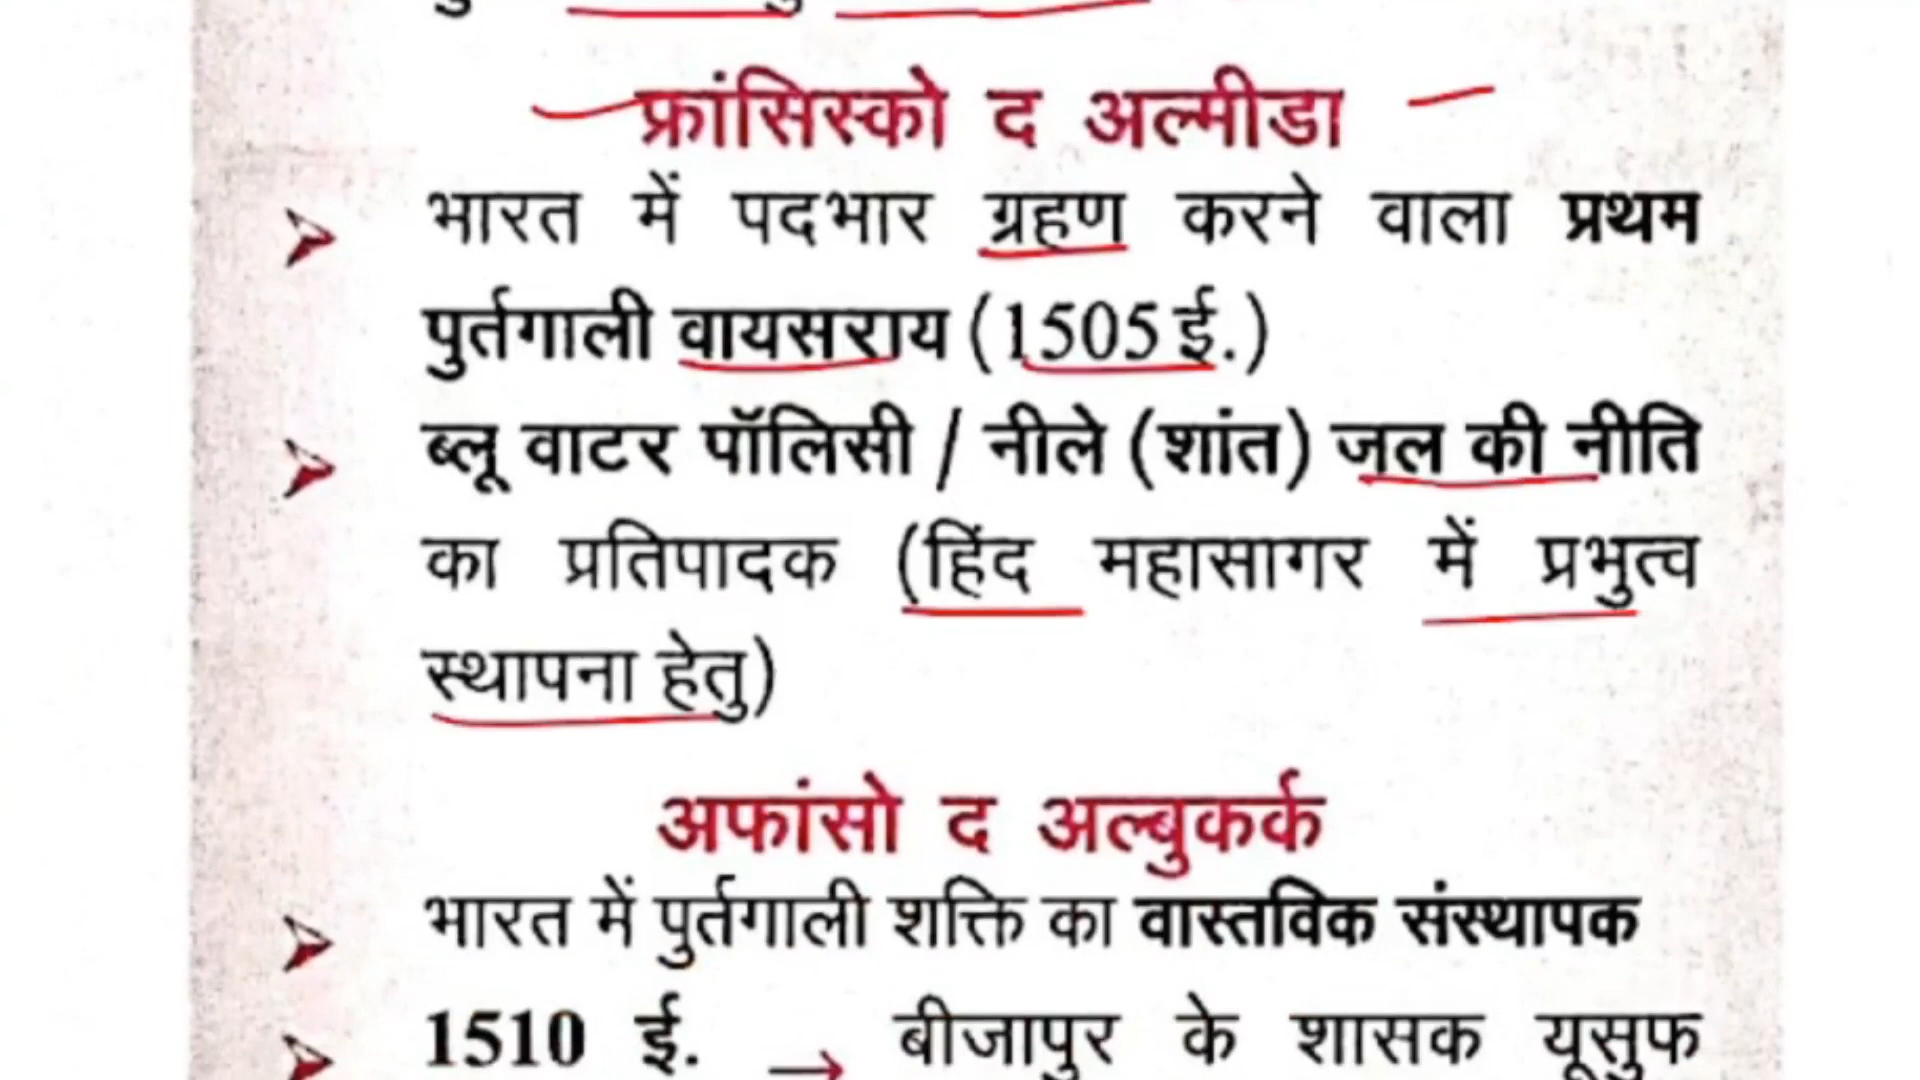 फ्रांसिस्को द अल्मीडा
भारत में पदभार ग्रहण करने वाला प्रथम
पुर्तगाली वायसराय (1505 ई.)
ब्लू वाटर पॉलिसी / नीले (शांत) जल की नीति
का प्रतिपादक (हिंद महासागर में प्रभुत्व
स्थापना हेतु)
अफांसो द अल्बुकर्क
भारत में पुर्तगाली शक्ति का वास्तविक संस्थापक
1510 ई. → बीजापुर के शासक यूसुफ